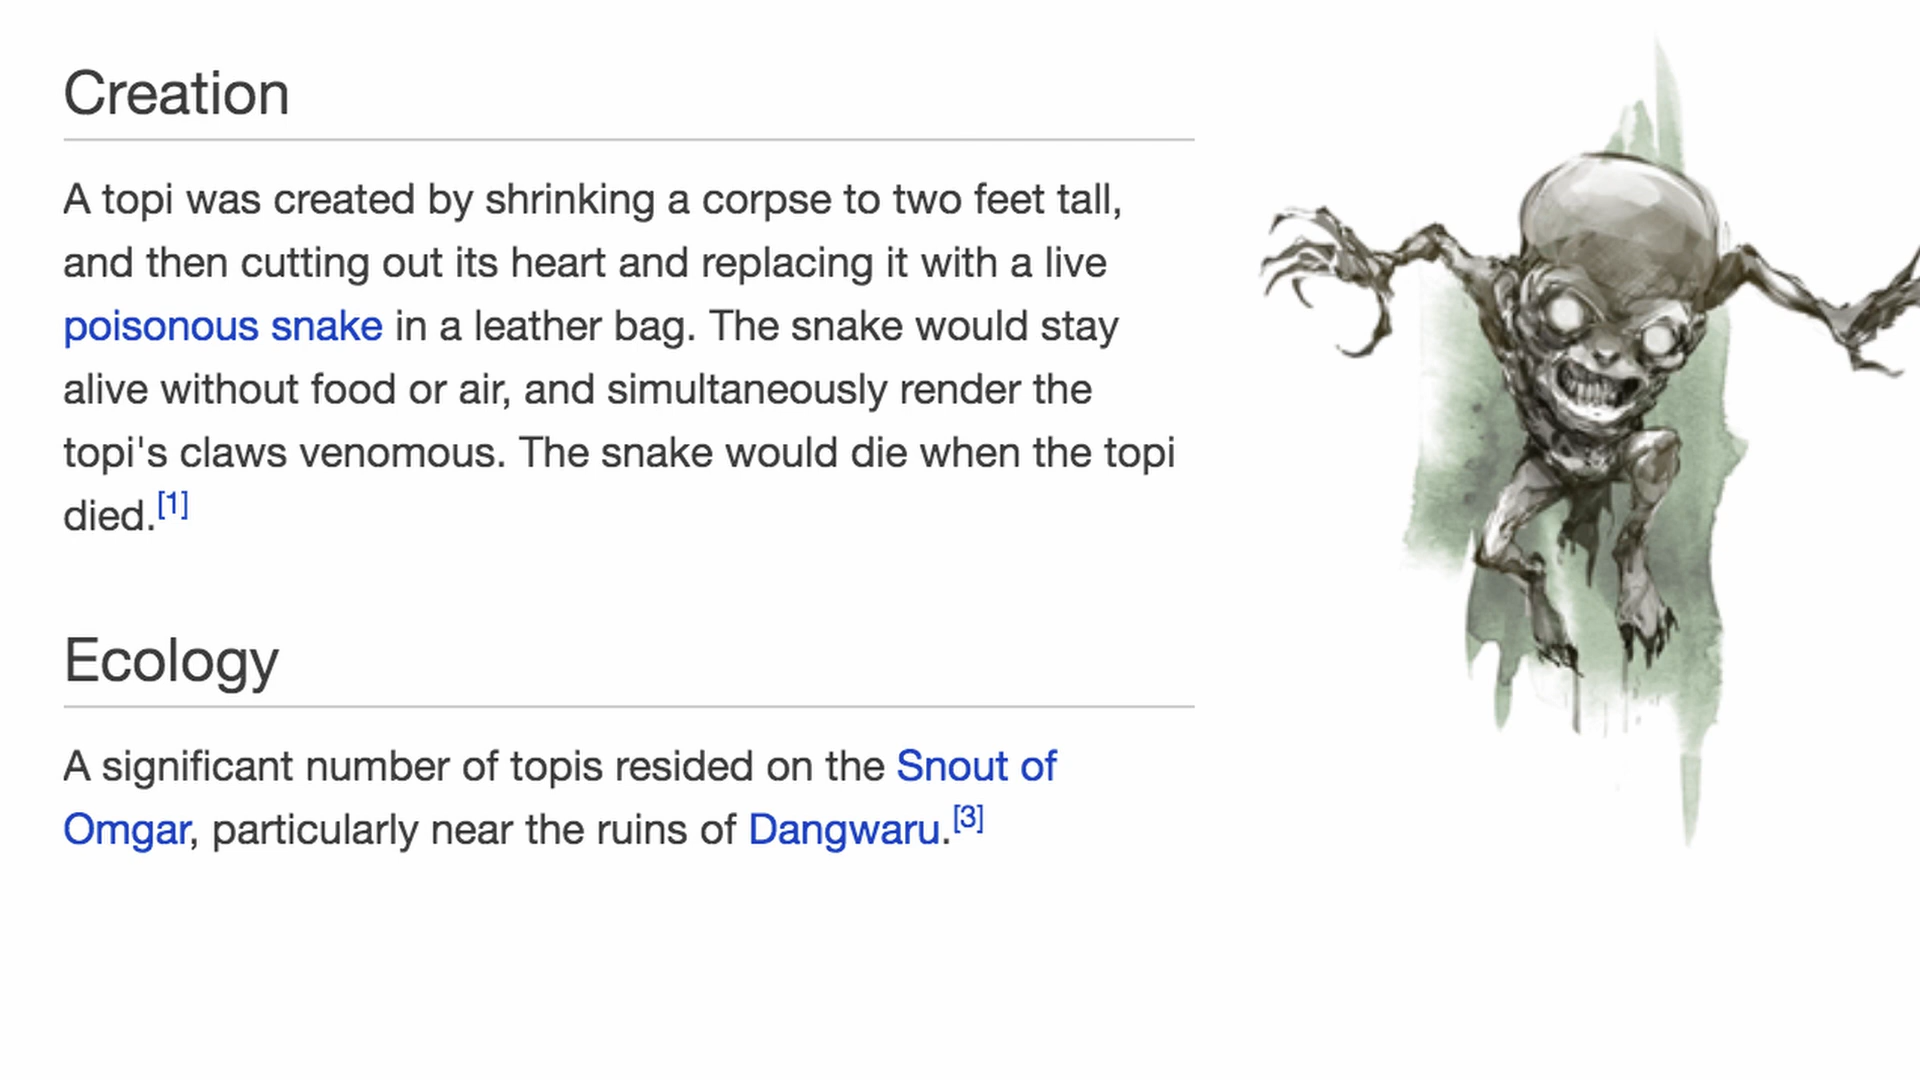 Creation
A topi was created by shrinking a corpse to two feet tall,
and then cutting out its heart and replacing it with a live
poisonous snake in a leather bag. The snake would stay
alive without food or air, and simultaneously render the
topi's claws venomous. The snake would die when the topi
died.[1]
Ecology
A significant number of topis resided on the Snout of
Omgar, particularly near the ruins of Dangwaru.[3]